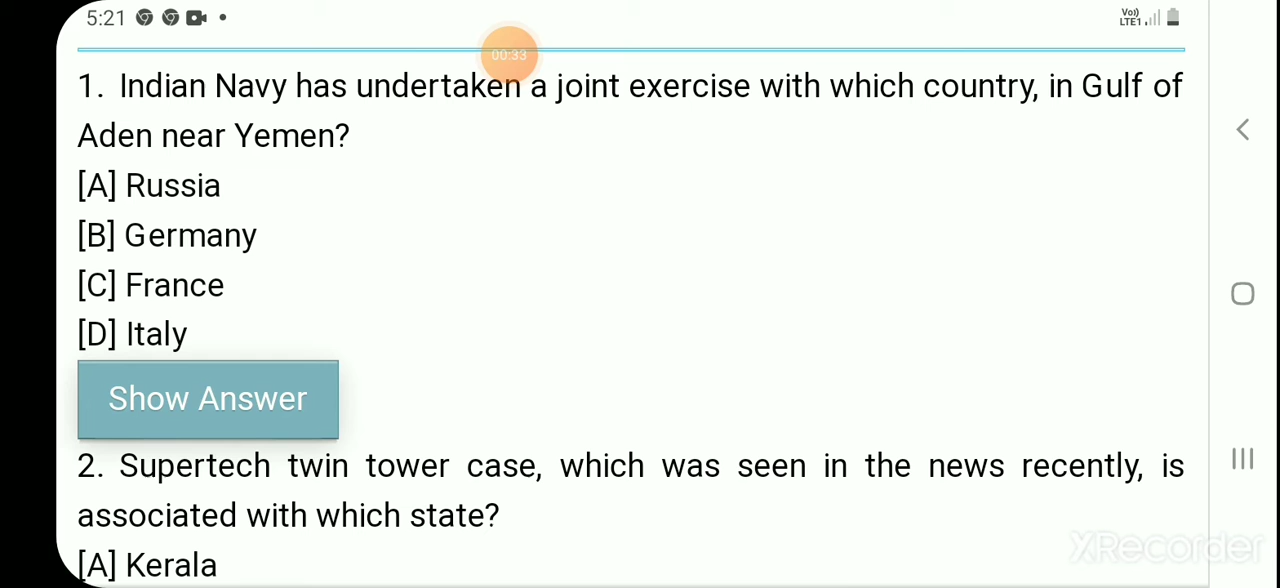 5:21
Vo))
LTE1
00:33
1. Indian Navy has undertaken a joint exercise with which country, in Gulf of
Aden near Yemen?
[A] Russia
[B] Germany
[C] France
[D] Italy
Show Answer
2. Supertech twin tower case, which was seen in the news recently, is
associated with which state?
[A] Kerala
XRecorder